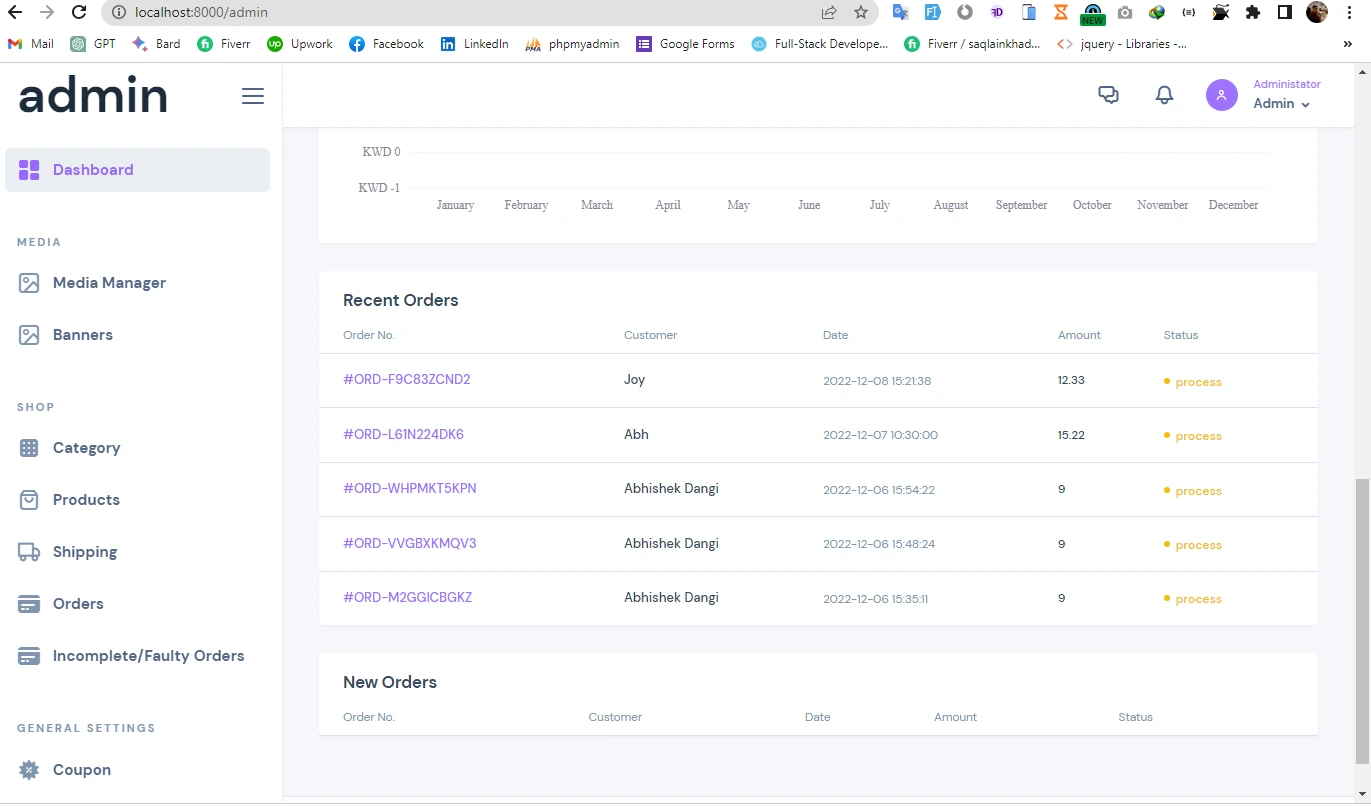 localhost:8000/admin
NEW
Mail GPT Bard Fiverr Upwork Facebook LinkedIn phpmyadmin Google Forms Full-Stack Develope... Fiverr / saqlainkhad... jquery - Libraries -... »
admin
Administator
Admin
Dashboard
MEDIA
Media Manager
Banners
SHOP
Category
Products
Shipping
Orders
Incomplete/Faulty Orders
GENERAL SETTINGS
Coupon
KWD 0
KWD -1
January February March April May June July August September October November December
Recent Orders
Order No. Customer Date Amount Status
#ORD-F9C83ZCND2 Joy 2022-12-08 15:21:38 12.33 process
#ORD-L61N224DK6 Abh 2022-12-07 10:30:00 15.22 process
#ORD-WHPMKT5KPN Abhishek Dangi 2022-12-06 15:54:22 9 process
#ORD-VVGBXKMQV3 Abhishek Dangi 2022-12-06 15:48:24 9 process
#ORD-M2GGICBGKZ Abhishek Dangi 2022-12-06 15:35:11 9 process
New Orders
Order No. Customer Date Amount Status